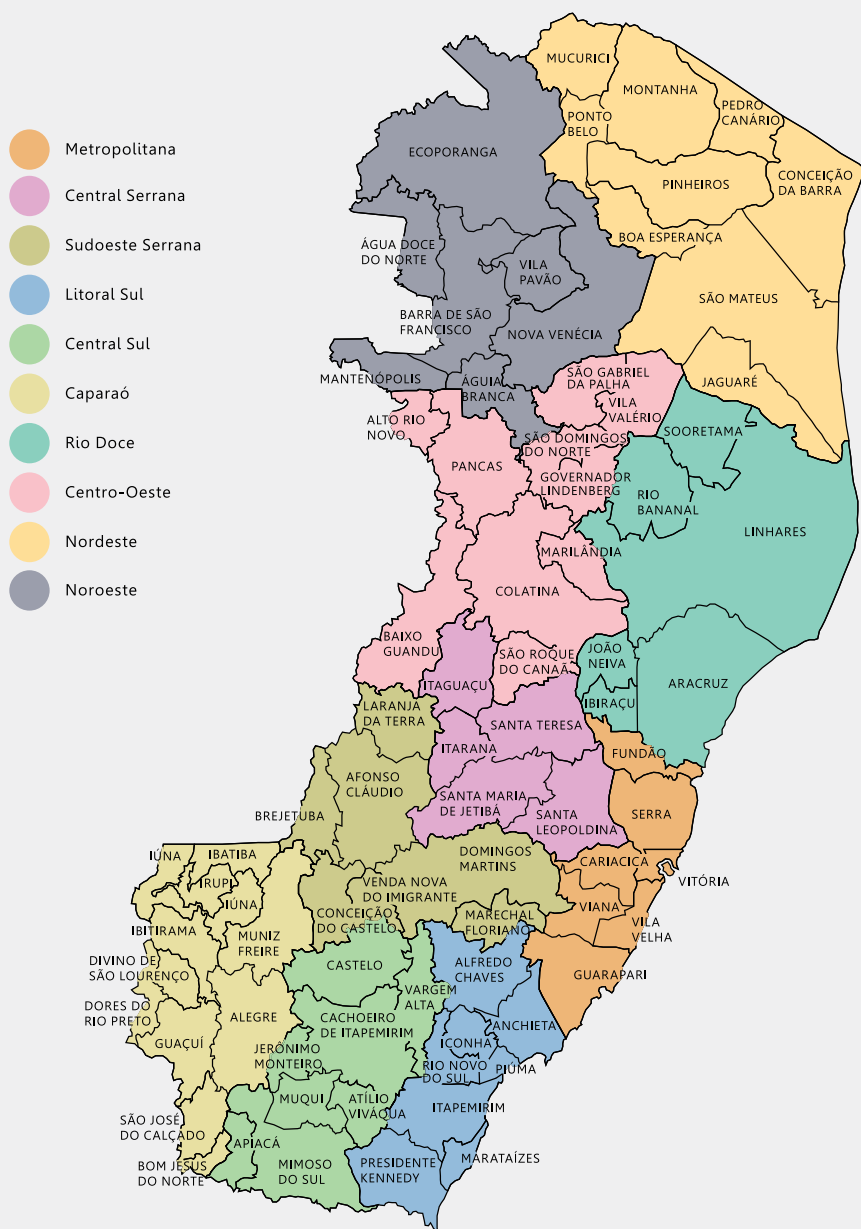 Metropolitana
Central Serrana
Sudoeste Serrana
Litoral Sul
Central Sul
Caparaó
Rio Doce
Centro-Oeste
Nordeste
Noroeste
MUCURICI
MONTANHA
PEDRO
CANÁRIO
PONTO
BELO
ECOPORANGA
PINHEIROS
CONCEIÇÃO
DA BARRA
BOA ESPERANÇA
ÁGUA DOCE
DO NORTE
VILA
PAVÃO
SÃO MATEUS
BARRA DE SÃO
FRANCISCO
NOVA VENÉCIA
MANTENÓPOLIS
ÁGUIA
BRANCA
SÃO GABRIEL
DA PALHA
JAGUARÉ
VILA
VALÉRIO
ALTO RIO
NOVO
SÃO DOMINGOS
DO NORTE
SOORETAMA
PANCAS
GOVERNADOR
LINDENBERG
RIO
BANANAL
LINHARES
MARILÂNDIA
COLATINA
BAIXO
GUANDU
SÃO ROQUE
DO CANAÃ
JOÃO
NEIVA
ITAGUAÇU
ARACRUZ
IBIRAÇU
LARANJA
DA TERRA
SANTA TERESA
ITARANA
FUNDÃO
AFONSO
CLÁUDIO
SANTA MARIA
DE JETIBÁ
SANTA
LEOPOLDINA
SERRA
BREJETUBA
IÚNA
IBATIBA
DOMINGOS
MARTINS
CARIACICA
VITÓRIA
IRUPI
IÚNA
VENDA NOVA
DO IMIGRANTE
VIANA
IBITIRAMA
CONCEIÇÃO
DO CASTELO
MARECHAL
FLORIANO
VILA
VELHA
MUNIZ
FREIRE
DIVINO DE
SÃO LOURENÇO
CASTELO
ALFREDO
CHAVES
GUARAPARI
VARGEM
ALTA
DORES DO
RIO PRETO
ALEGRE
CACHOEIRO
DE ITAPEMIRIM
ANCHIETA
GUAÇUÍ
JERÔNIMO
MONTEIRO
ICONHA
RIO NOVO
DO SUL
PIÚMA
MUQUI
ATÍLIO
VIVÁQUA
ITAPEMIRIM
SÃO JOSÉ
DO CALÇADO
APIACÁ
BOM JESUS
DO NORTE
MIMOSO
DO SUL
PRESIDENTE
KENNEDY
MARATAÍZES